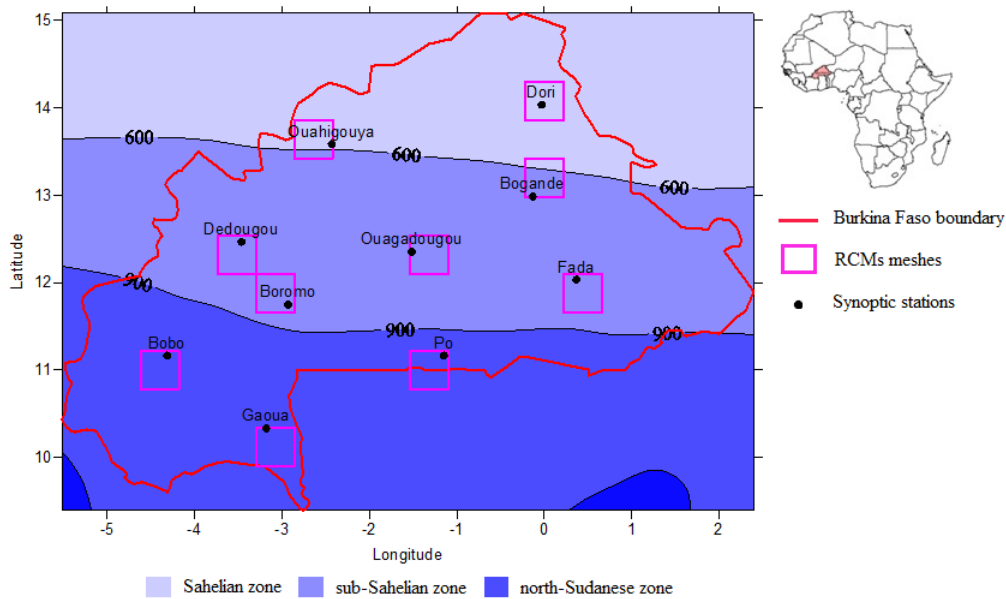 15
14
13
12
11
10
Latitude
-5
-4
-3
-2
-1
0
1
2
Longitude
Dori
Ouahigouya
600
600
600
Bogande
Dedougou
Ouagadougou
Fada
Boromo
900
900
900
Bobo
Po
Gaoua
Burkina Faso boundary
RCMs meshes
Synoptic stations
Sahelian zone
sub-Sahelian zone
north-Sudanese zone